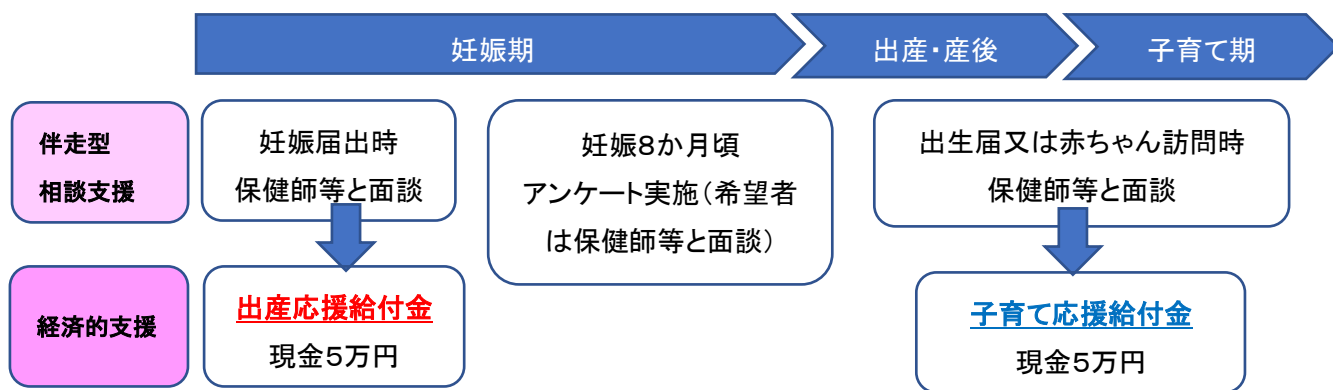 妊娠期
出産・産後
子育て期
伴走型
相談支援
妊娠届出時
保健師等と面談
妊娠8か月頃
アンケート実施(希望者
は保健師等と面談)
出生届又は赤ちゃん訪問時
保健師等と面談
経済的支援
出産応援給付金
現金5万円
子育て応援給付金
現金5万円